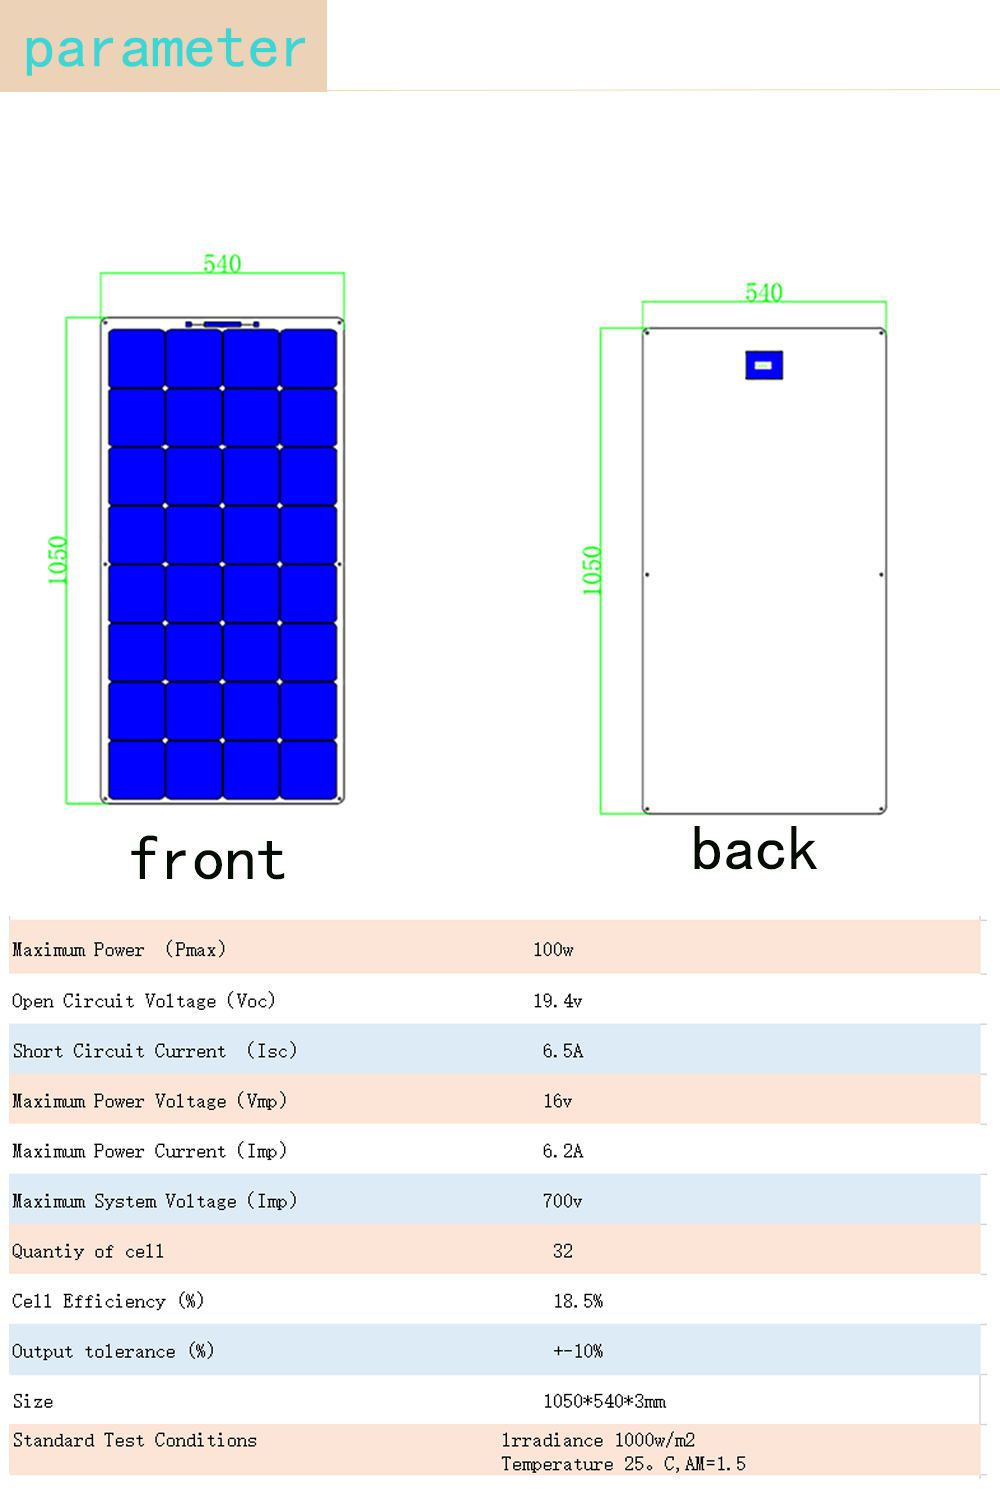 parameter
540
540
1050
1050
front
back
Maximum Power （Pmax） 100w
Open Circuit Voltage（Voc） 19.4v
Short Circuit Current （Isc） 6.5A
Maximum Power Voltage（Vmp） 16v
Maximum Power Current（Imp） 6.2A
Maximum System Voltage（Imp） 700v
Quantiy of cell 32
Cell Efficiency（%） 18.5%
Output tolerance（%） +-10%
Size 1050*540*3mm
Standard Test Conditions 1rradiance 1000w/m2
Temperature 25。C,AM=1.5